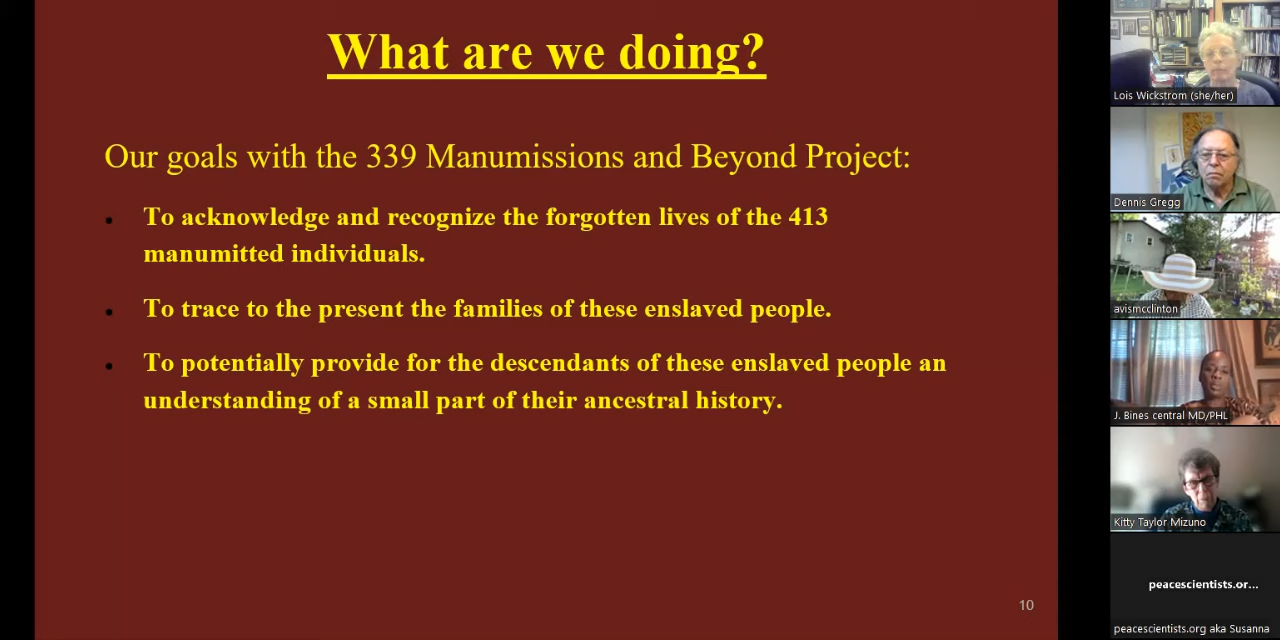 What are we doing?
Our goals with the 339 Manumissions and Beyond Project:
• To acknowledge and recognize the forgotten lives of the 413
manumitted individuals.
• To trace to the present the families of these enslaved people.
• To potentially provide for the descendants of these enslaved people an
understanding of a small part of their ancestral history.
10
Lois Wickstrom (she/her)
Dennis Gregg
avismcclinton
J. Bines central MD/PHL
Kitty Taylor Mizuno
peacescientists.or...
peacescientists.org aka Susanna